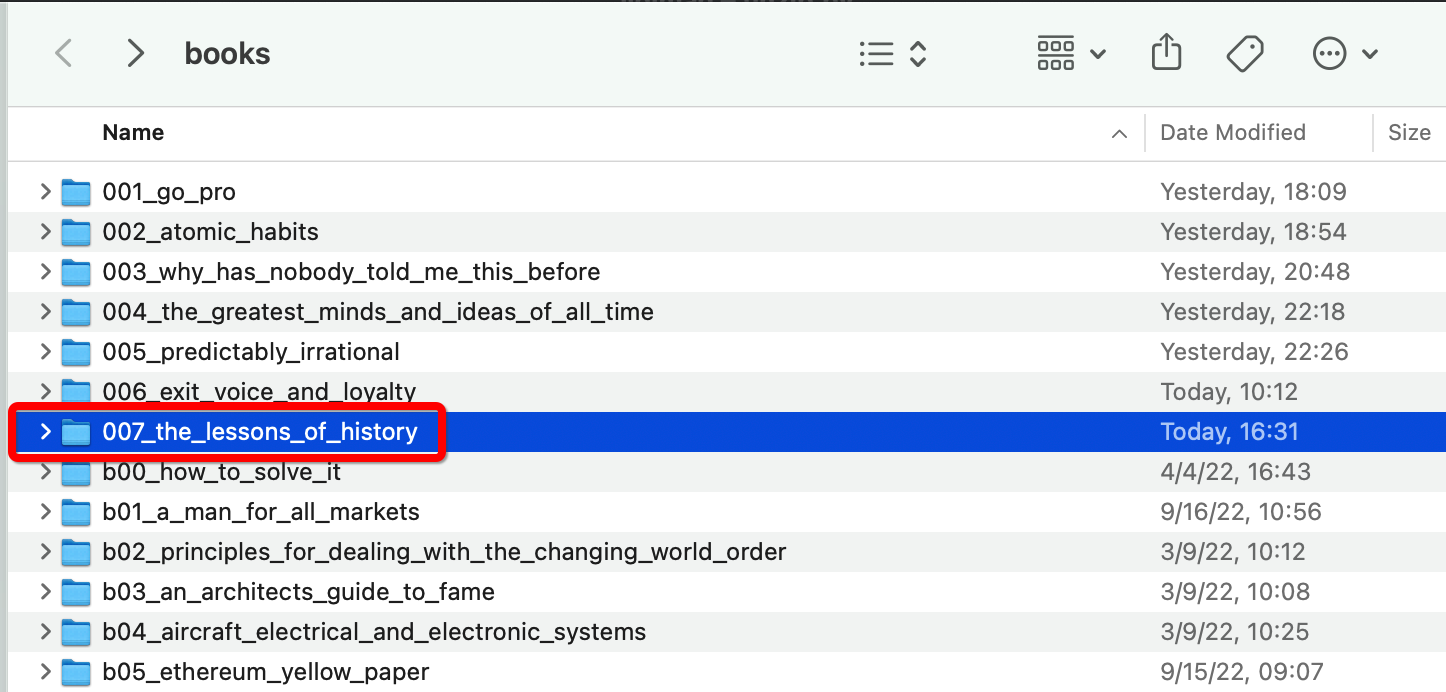 books
Name Date Modified Size
001_go_pro Yesterday, 18:09
002_atomic_habits Yesterday, 18:54
003_why_has_nobody_told_me_this_before Yesterday, 20:48
004_the_greatest_minds_and_ideas_of_all_time Yesterday, 22:18
005_predictably_irrational Yesterday, 22:26
006_exit_voice_and_loyalty Today, 10:12
007_the_lessons_of_history Today, 16:31
b00_how_to_solve_it 4/4/22, 16:43
b01_a_man_for_all_markets 9/16/22, 10:56
b02_principles_for_dealing_with_the_changing_world_order 3/9/22, 10:12
b03_an_architects_guide_to_fame 3/9/22, 10:08
b04_aircraft_electrical_and_electronic_systems 3/9/22, 10:25
b05_ethereum_yellow_paper 9/15/22, 09:07